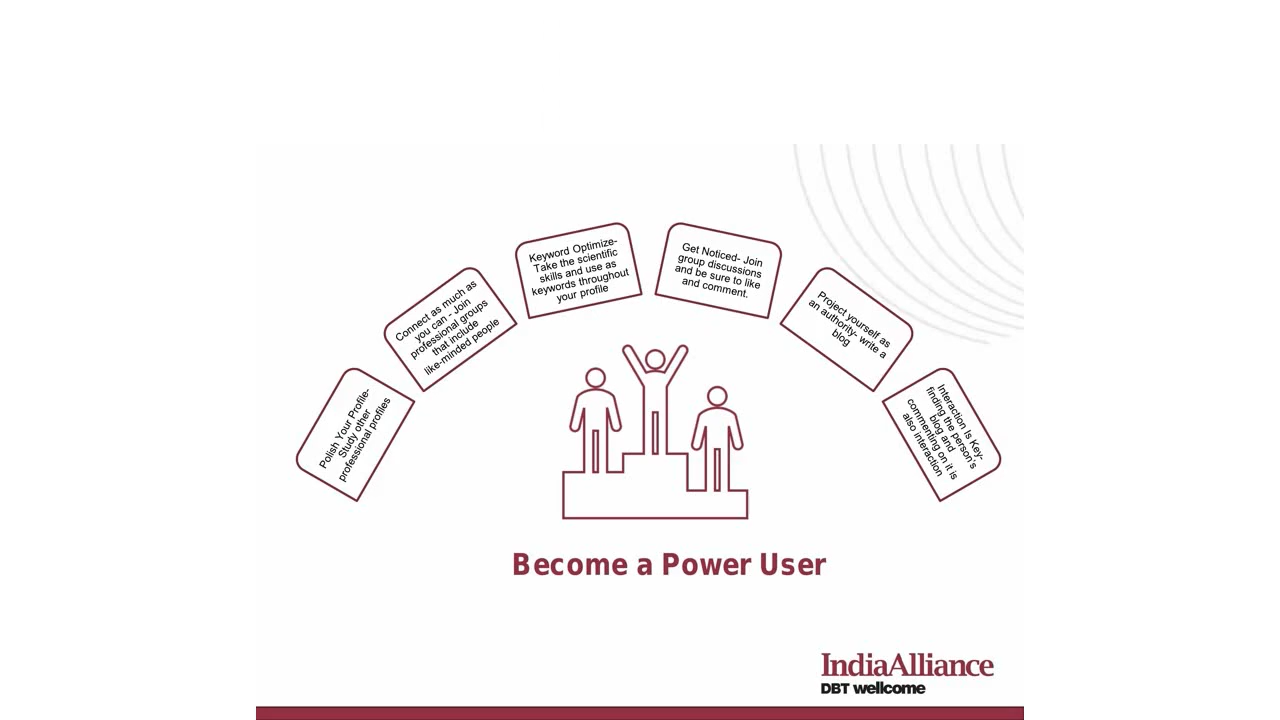 Polish Your Profile-
Study other
professional profiles
Connect as much as
you can - Join
professional groups
that include
like-minded people
Keyword Optimize-
Take the scientific
skills and use as
keywords throughout
your profile
Get Noticed- Join
group discussions
and be sure to like
and comment.
Project yourself as
an authority- write a
blog
Interaction Is Key-
finding the person's
blog and
commenting on it is
also interaction
Become a Power User
IndiaAlliance
DBT wellcome